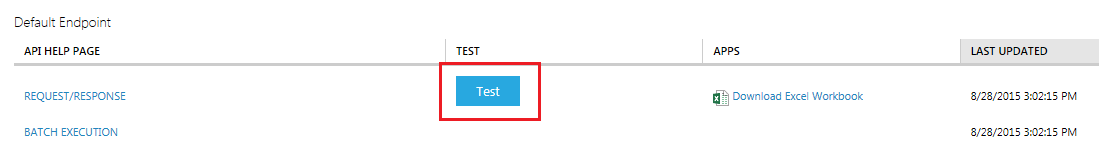 Default Endpoint
API HELP PAGE TEST APPS LAST UPDATED
REQUEST/RESPONSE Test Download Excel Workbook 8/28/2015 3:02:15 PM
BATCH EXECUTION 8/28/2015 3:02:15 PM